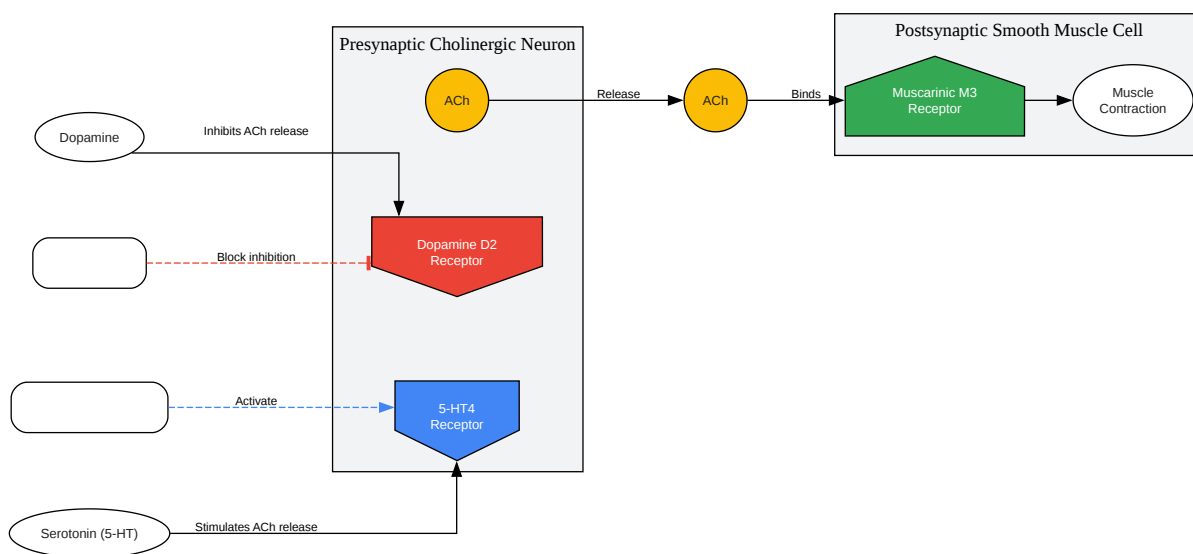 Presynaptic Cholinergic Neuron
Postsynaptic Smooth Muscle Cell
ACh
Release
ACh
Binds
Muscarinic M3
Receptor
Muscle
Contraction
Dopamine
Inhibits ACh release
Dopamine D2
Receptor
Block inhibition
Activate
5-HT4
Receptor
Serotonin (5-HT)
Stimulates ACh release